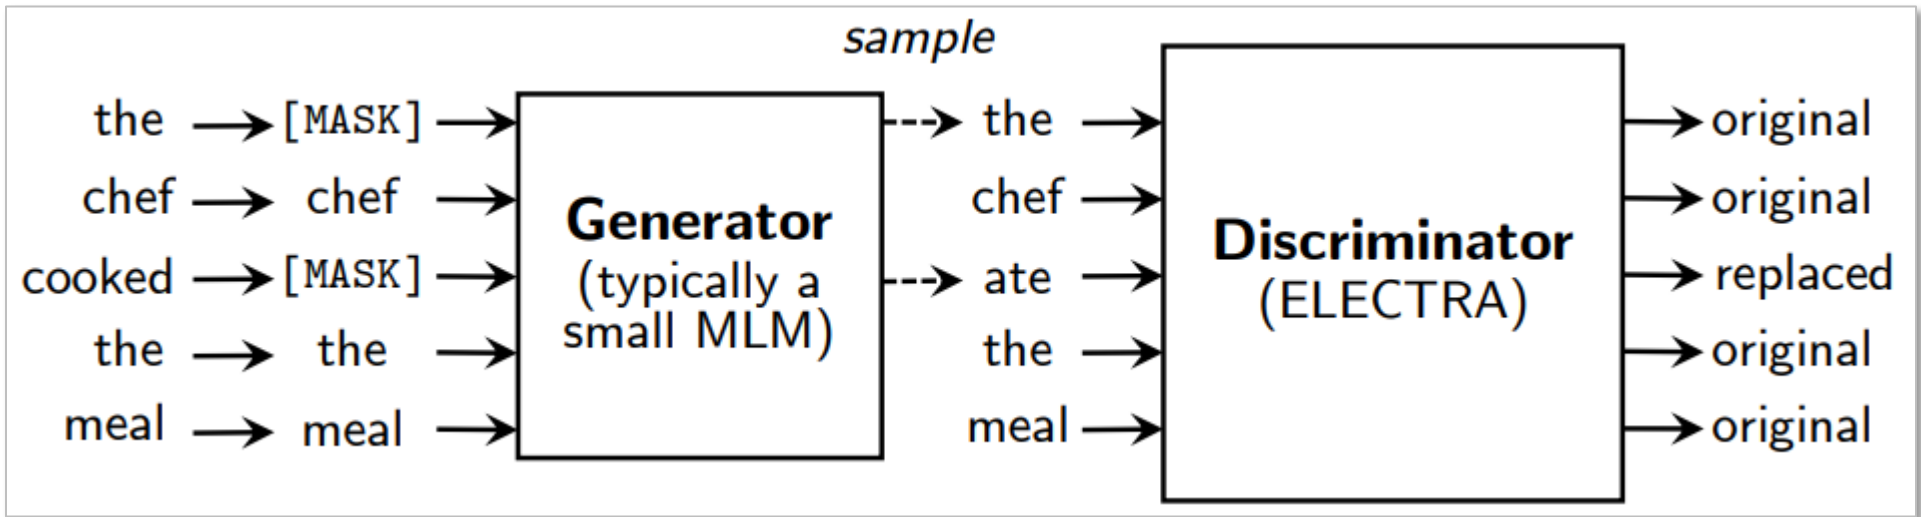 sample
the [MASK] the original
chef chef chef original
Generator
(typically a
small MLM)
Discriminator
(ELECTRA)
cooked [MASK] ate replaced
the the the original
meal meal meal original